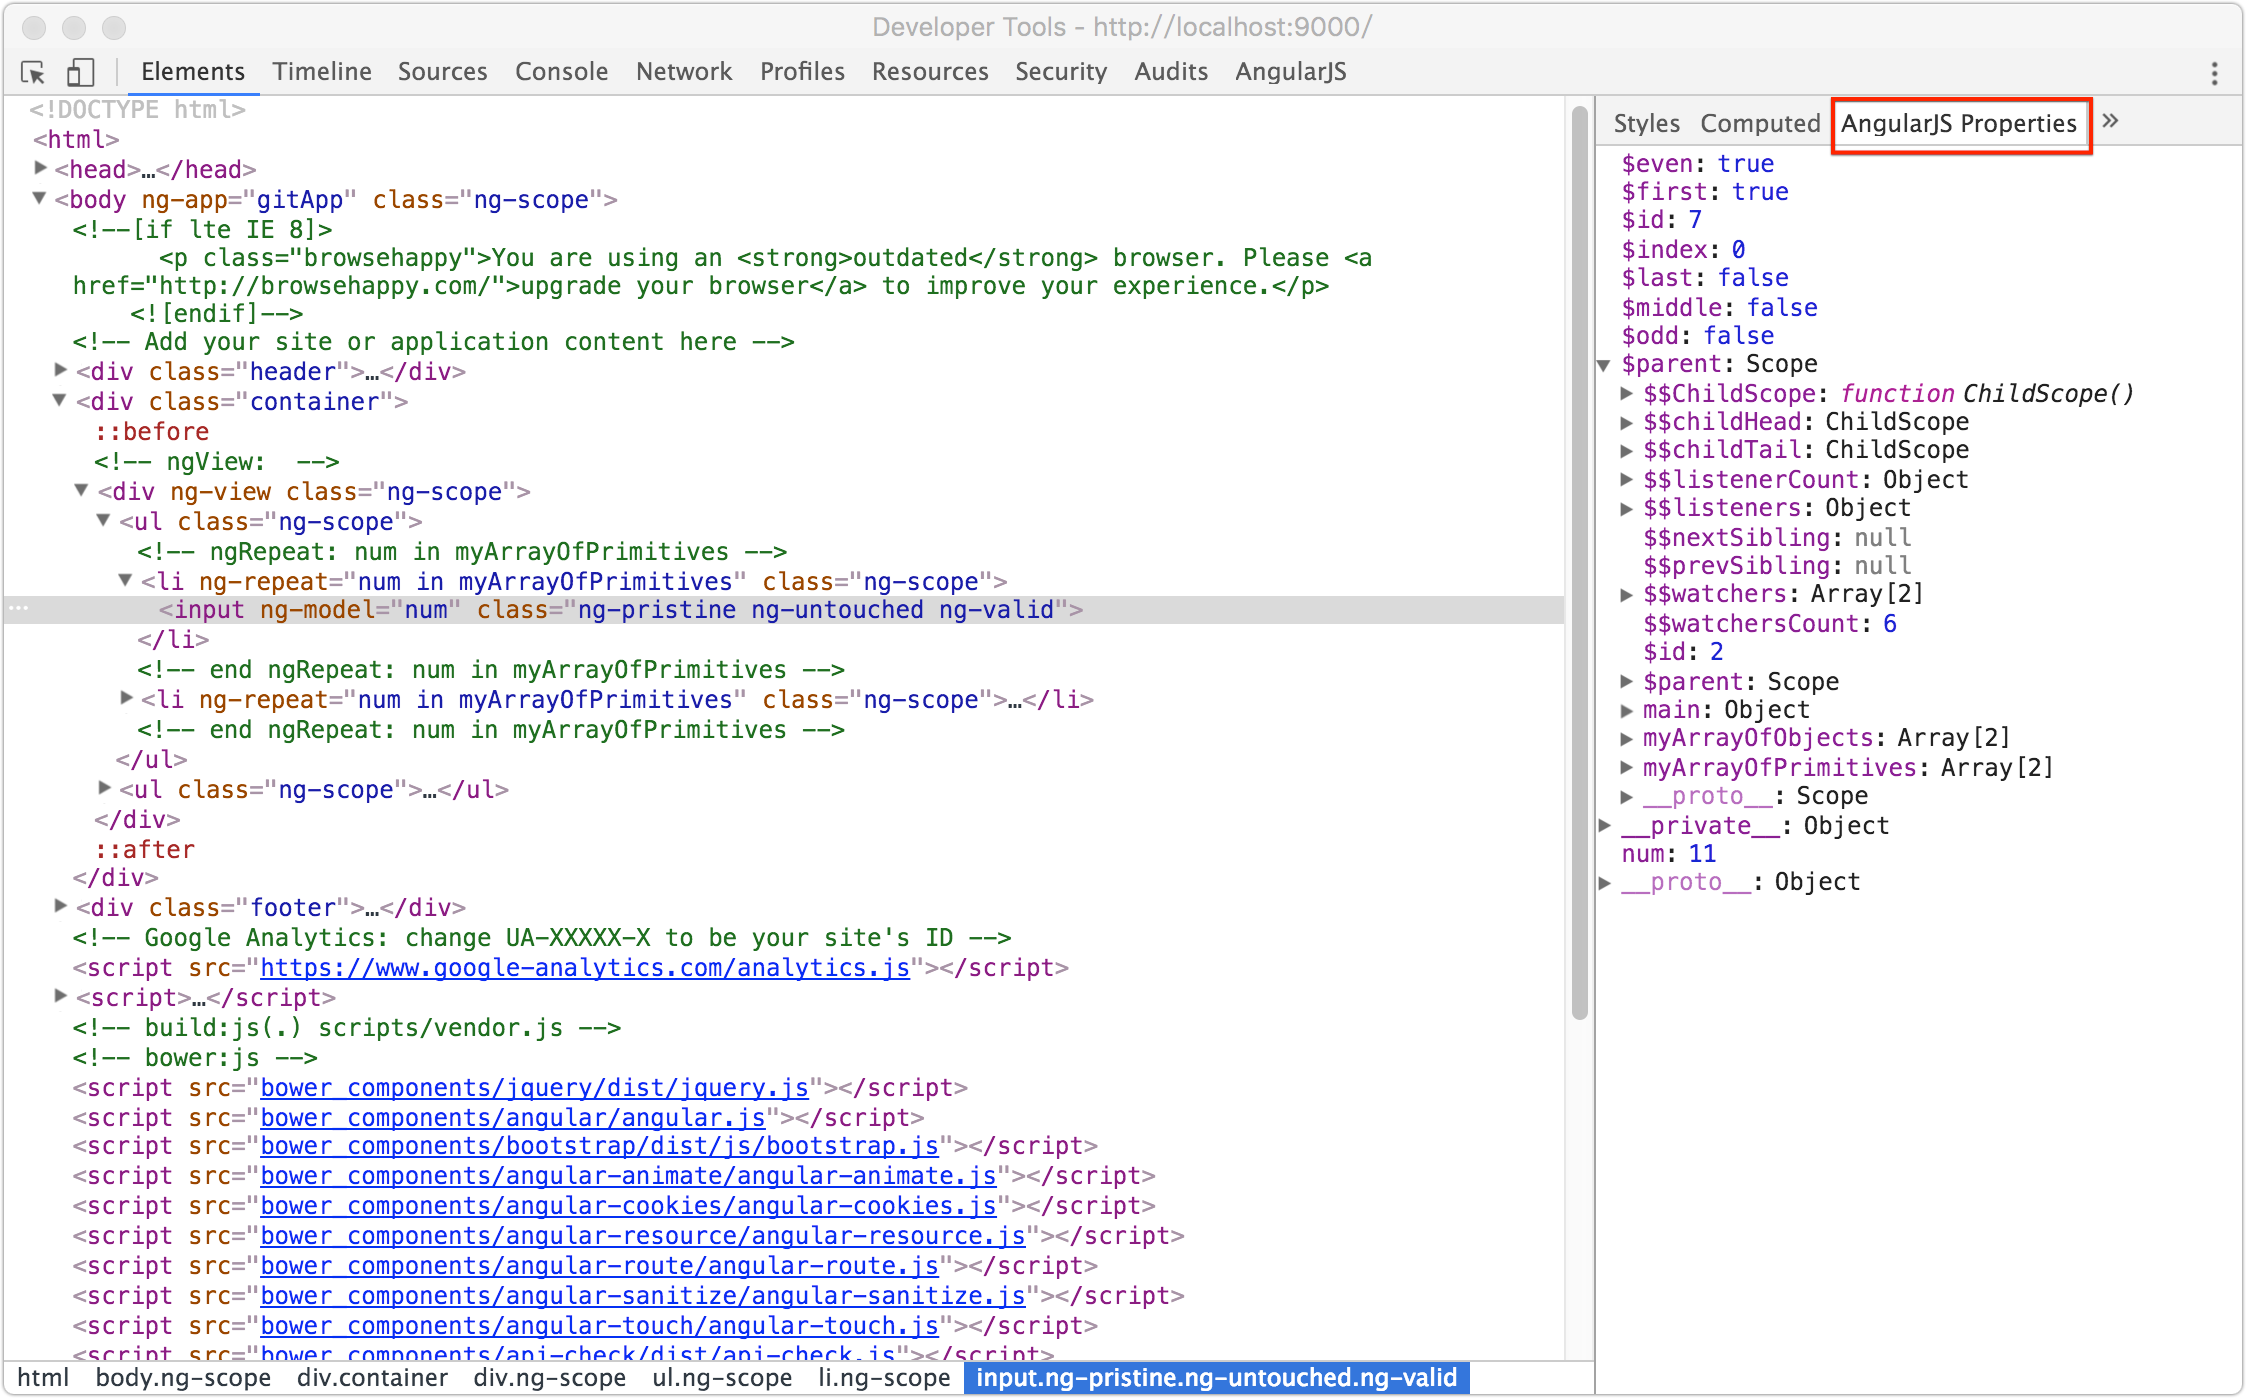 Developer Tools - http://localhost:9000/
Elements Timeline Sources Console Network Profiles Resources Security Audits AngularJS
<!DOCTYPE html>
<html>
<head>…</head>
<body ng-app="gitApp" class="ng-scope">
<!--[if lte IE 8]>
<p class="browsehappy">You are using an <strong>outdated</strong> browser. Please <a
href="http://browsehappy.com/">upgrade your browser</a> to improve your experience.</p>
<![endif]-->
<!-- Add your site or application content here -->
<div class="header">…</div>
<div class="container">
::before
<!-- ngView:  -->
<div ng-view class="ng-scope">
<ul class="ng-scope">
<!-- ngRepeat: num in myArrayOfPrimitives -->
<li ng-repeat="num in myArrayOfPrimitives" class="ng-scope">
<input ng-model="num" class="ng-pristine ng-untouched ng-valid">
</li>
<!-- end ngRepeat: num in myArrayOfPrimitives -->
<li ng-repeat="num in myArrayOfPrimitives" class="ng-scope">…</li>
<!-- end ngRepeat: num in myArrayOfPrimitives -->
</ul>
<ul class="ng-scope">…</ul>
</div>
::after
</div>
<div class="footer">…</div>
<!-- Google Analytics: change UA-XXXXX-X to be your site's ID -->
<script src="https://www.google-analytics.com/analytics.js"></script>
<script>…</script>
<!-- build:js(.) scripts/vendor.js -->
<!-- bower:js -->
<script src="bower_components/jquery/dist/jquery.js"></script>
<script src="bower_components/angular/angular.js"></script>
<script src="bower_components/bootstrap/dist/js/bootstrap.js"></script>
<script src="bower_components/angular-animate/angular-animate.js"></script>
<script src="bower_components/angular-cookies/angular-cookies.js"></script>
<script src="bower_components/angular-resource/angular-resource.js"></script>
<script src="bower_components/angular-route/angular-route.js"></script>
<script src="bower_components/angular-sanitize/angular-sanitize.js"></script>
<script src="bower_components/angular-touch/angular-touch.js"></script>
<script src="bower_components/api-check/dist/api-check.js"></script>
Styles Computed AngularJS Properties »
$even: true
$first: true
$id: 7
$index: 0
$last: false
$middle: false
$odd: false
$parent: Scope
$$ChildScope: function ChildScope()
$$childHead: ChildScope
$$childTail: ChildScope
$$listenerCount: Object
$$listeners: Object
$$nextSibling: null
$$prevSibling: null
$$watchers: Array[2]
$$watchersCount: 6
$id: 2
$parent: Scope
main: Object
myArrayOfObjects: Array[2]
myArrayOfPrimitives: Array[2]
__proto__: Scope
__private__: Object
num: 11
__proto__: Object
html body.ng-scope div.container div.ng-scope ul.ng-scope li.ng-scope input.ng-pristine.ng-untouched.ng-valid